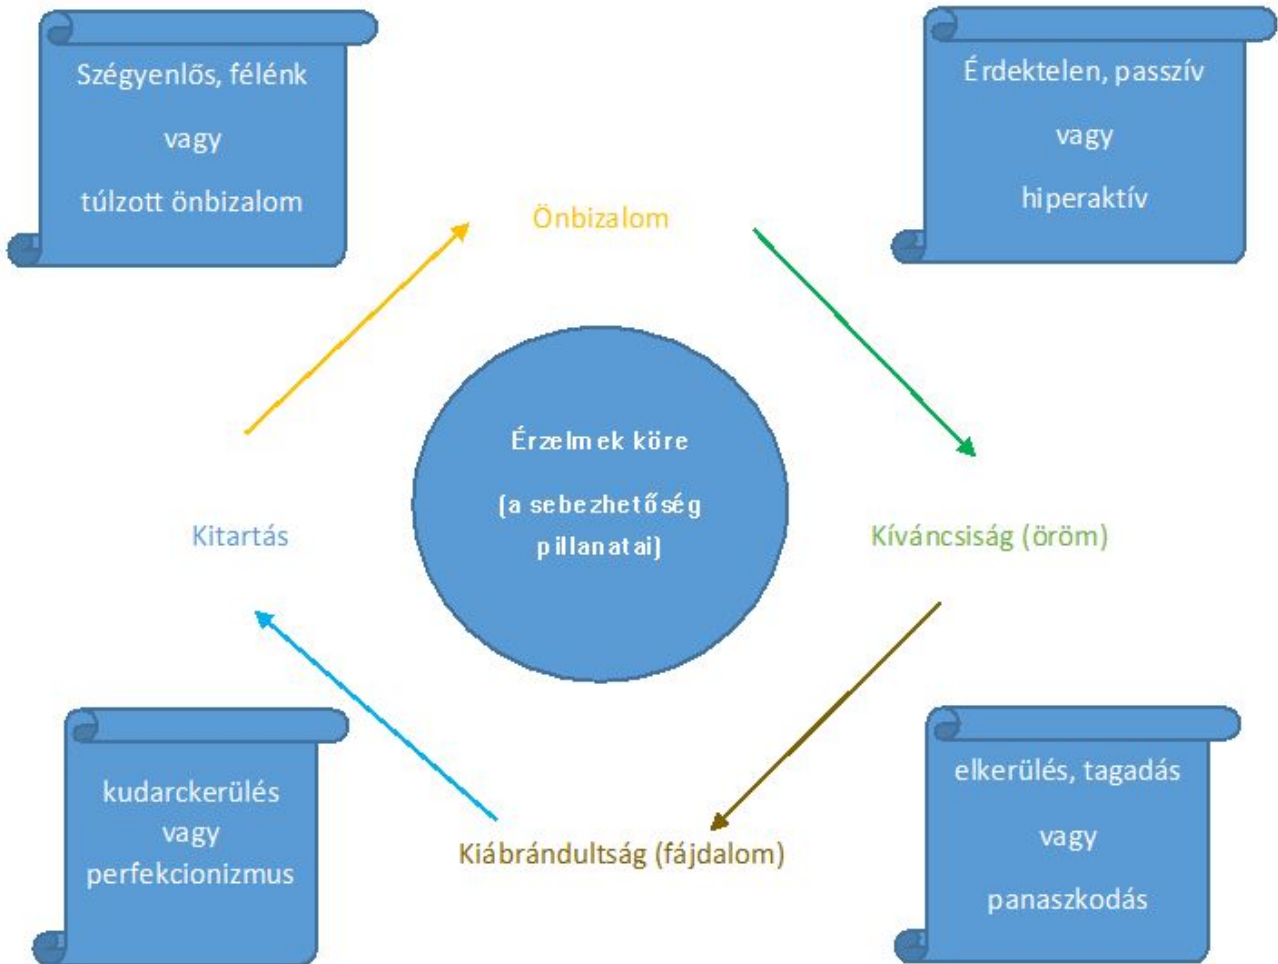 Szégyenlős, félénk
vagy
túlzott önbizalom
Érdektelen, passzív
vagy
hiperaktív
Önbizalom
Érzelmek köre
(a sebezhetőség
pillanatai)
Kitartás
Kíváncsiság (öröm)
kudarckerülés
vagy
perfekcionizmus
Kiábrándultság (fájdalom)
elkerülés, tagadás
vagy
panaszkodás